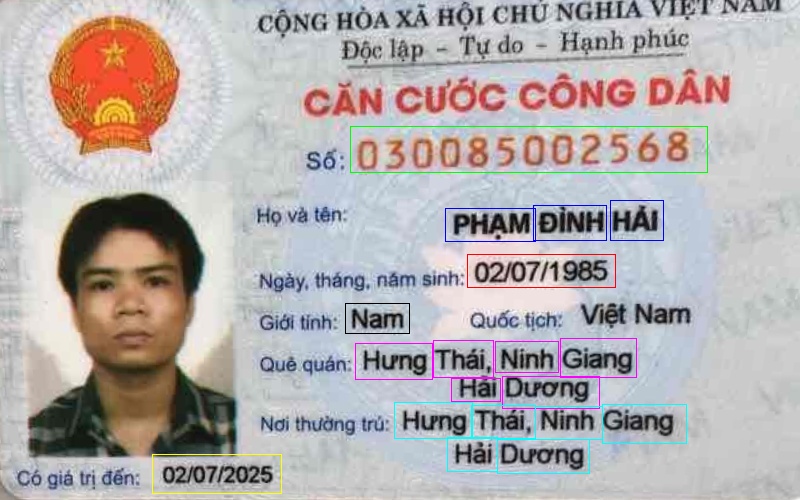 CỘNG HÒA XÃ HỘI CHỦ NGHĨA VIỆT NAM
Độc lập - Tự do - Hạnh phúc
CĂN CƯỚC CÔNG DÂN
Số: 030085002568
Họ và tên: PHẠM ĐÌNH HẢI
Ngày, tháng, năm sinh: 02/07/1985
Giới tính: Nam Quốc tịch: Việt Nam
Quê quán: Hưng Thái, Ninh Giang
Hải Dương
Nơi thường trú: Hưng Thái, Ninh Giang
Hải Dương
Có giá trị đến: 02/07/2025